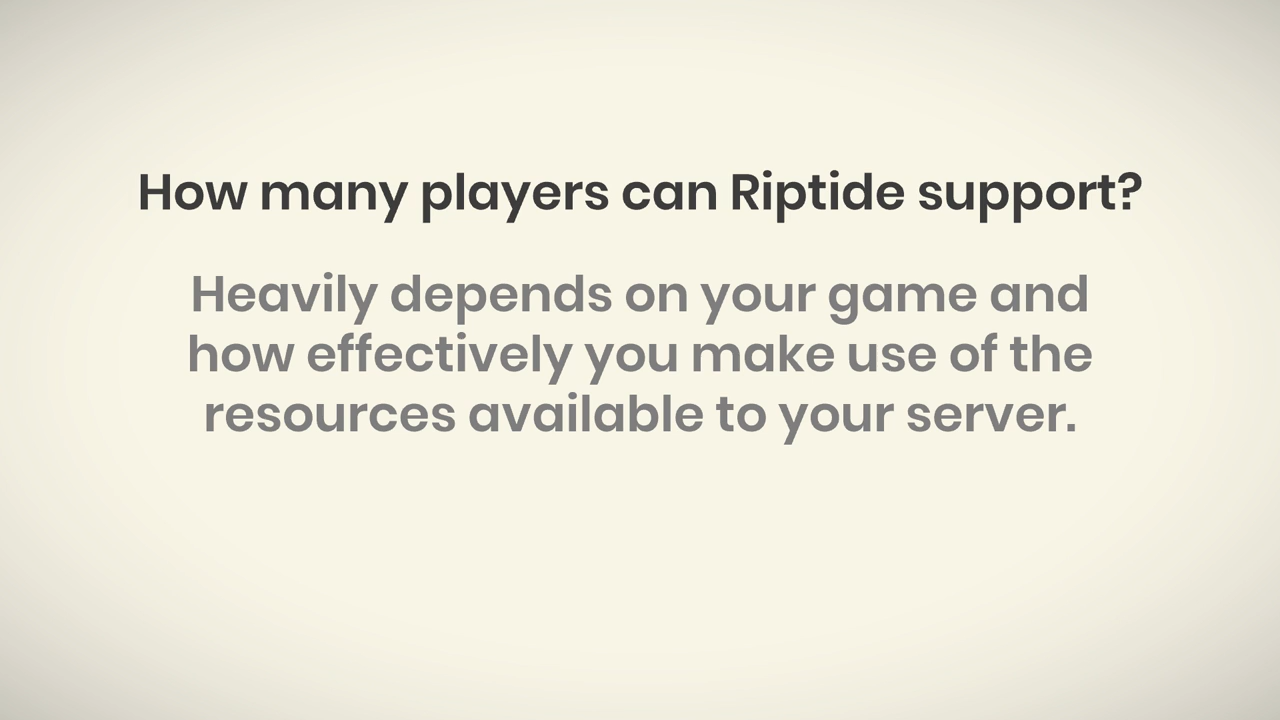 How many players can Riptide support?
Heavily depends on your game and
how effectively you make use of the
resources available to your server.